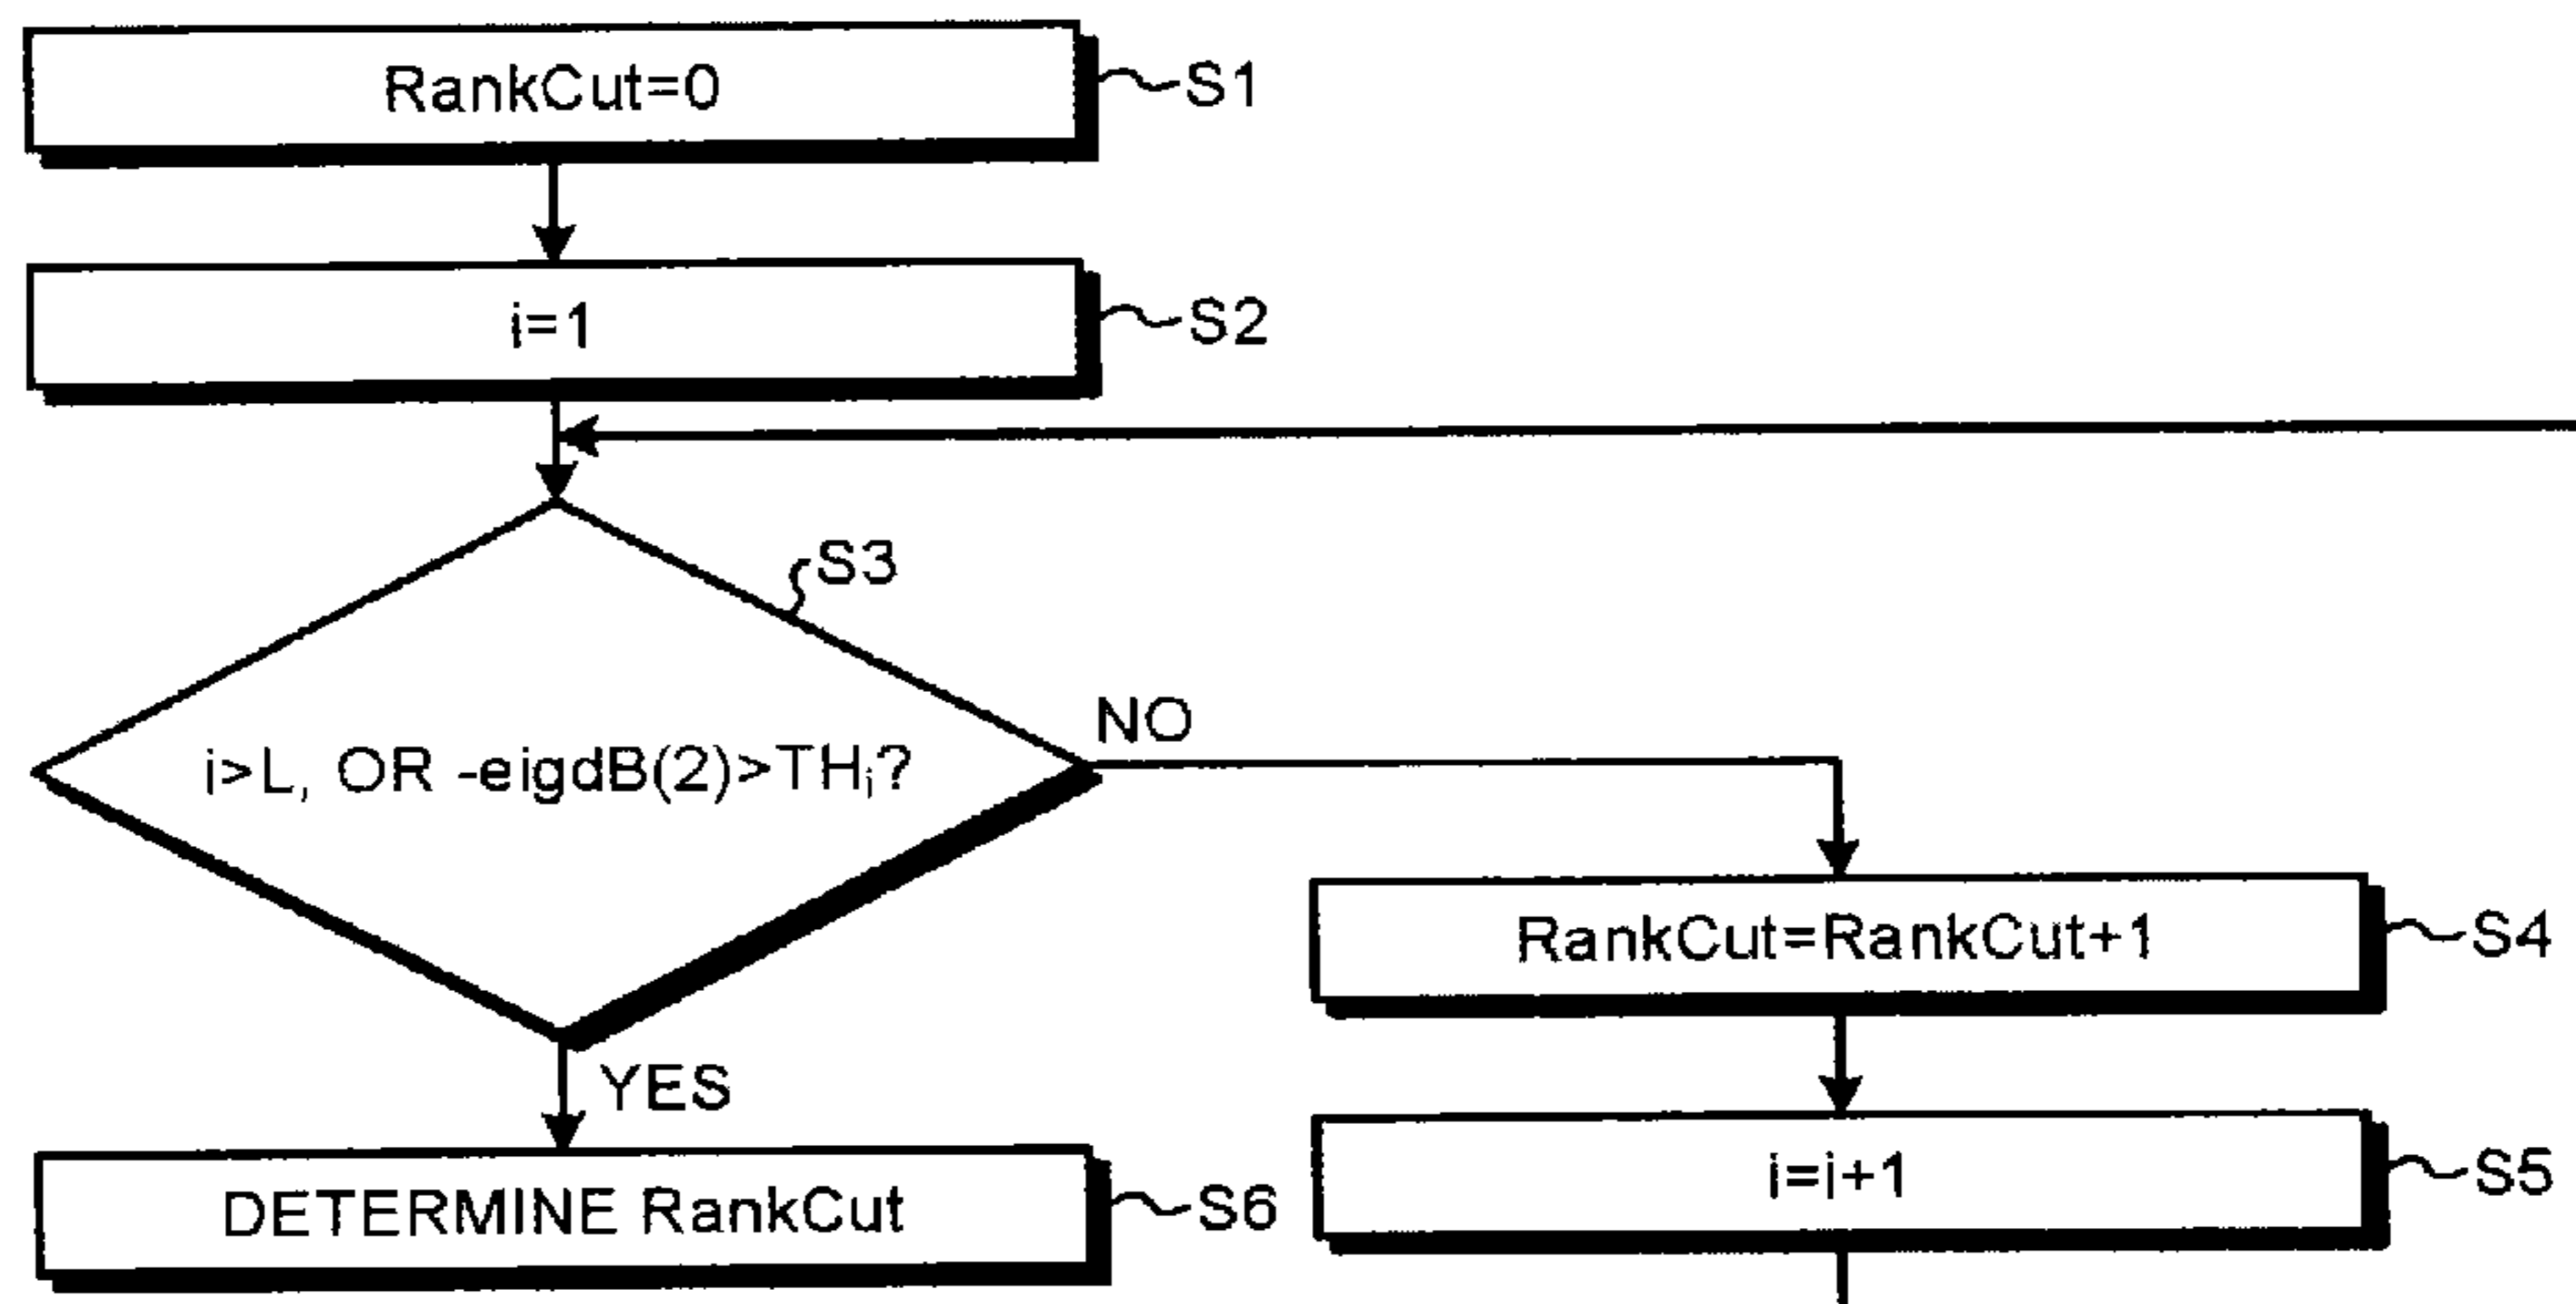 RankCut=0
S1
i=1
S2
S3
i>L, OR -eigdB(2)>THᵢ?
NO
RankCut=RankCut+1
S4
YES
i=i+1
S5
DETERMINE RankCut
S6